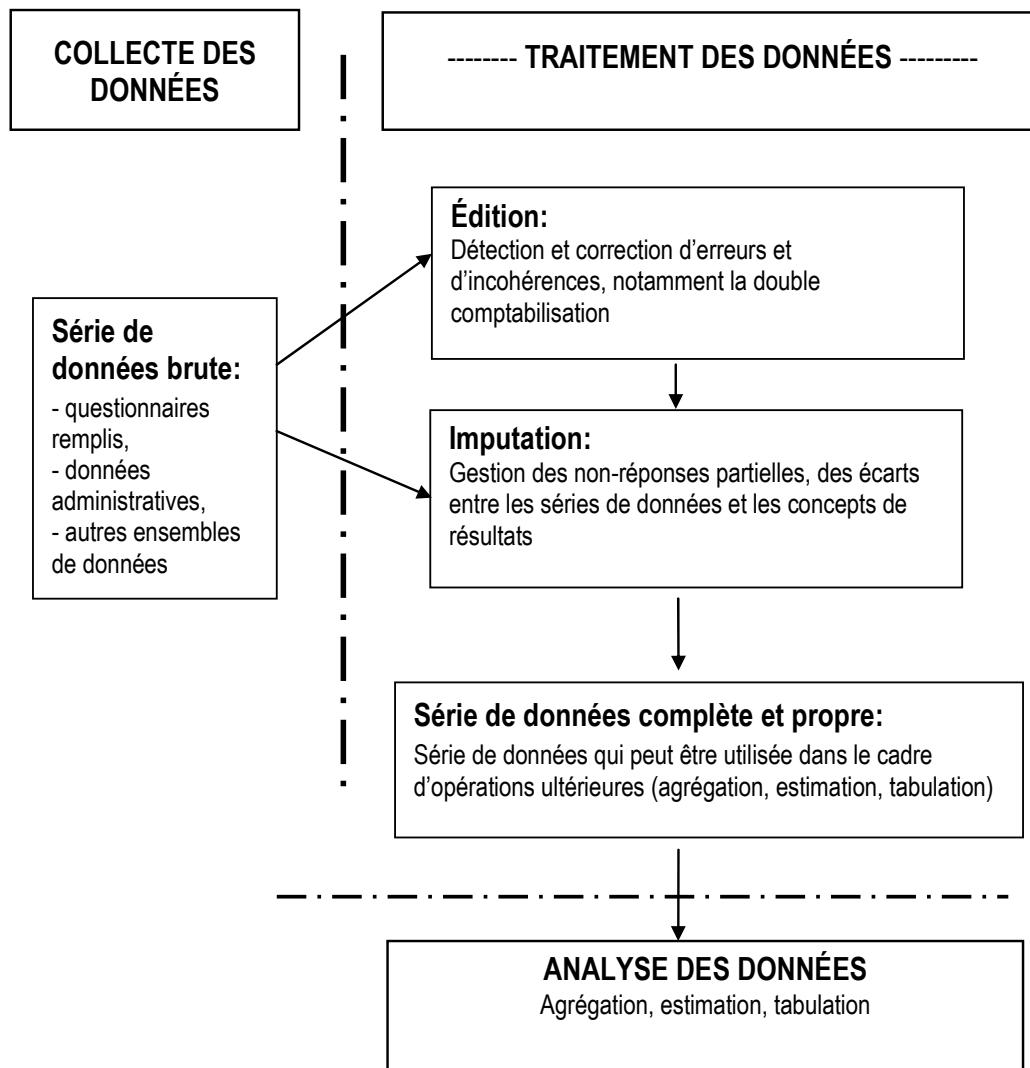 COLLECTE DES
DONNÉES
-------- TRAITEMENT DES DONNÉES ---------
Édition:
Détection et correction d'erreurs et
d'incohérences, notamment la double
comptabilisation
Série de
données brute:
- questionnaires
remplis,
- données
administratives,
- autres ensembles
de données
Imputation:
Gestion des non-réponses partielles, des écarts
entre les séries de données et les concepts de
résultats
Série de données complète et propre:
Série de données qui peut être utilisée dans le cadre
d'opérations ultérieures (agrégation, estimation, tabulation)
ANALYSE DES DONNÉES
Agrégation, estimation, tabulation